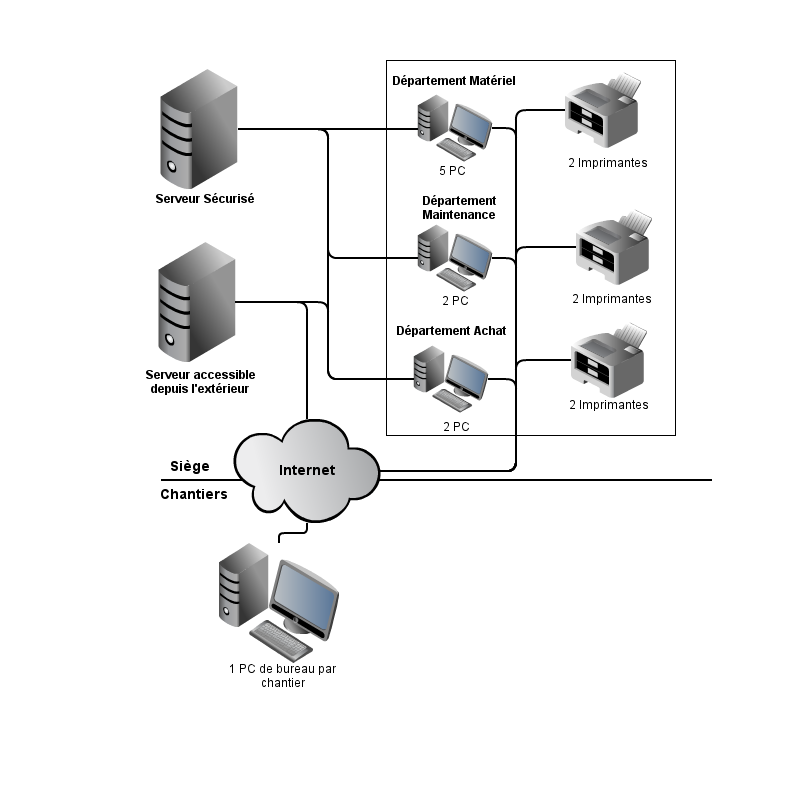 Département Matériel
5 PC
2 Imprimantes
Serveur Sécurisé
Département
Maintenance
2 PC
2 Imprimantes
Serveur accessible
depuis l'extérieur
Département Achat
2 PC
2 Imprimantes
Siège
Internet
Chantiers
1 PC de bureau par
chantier